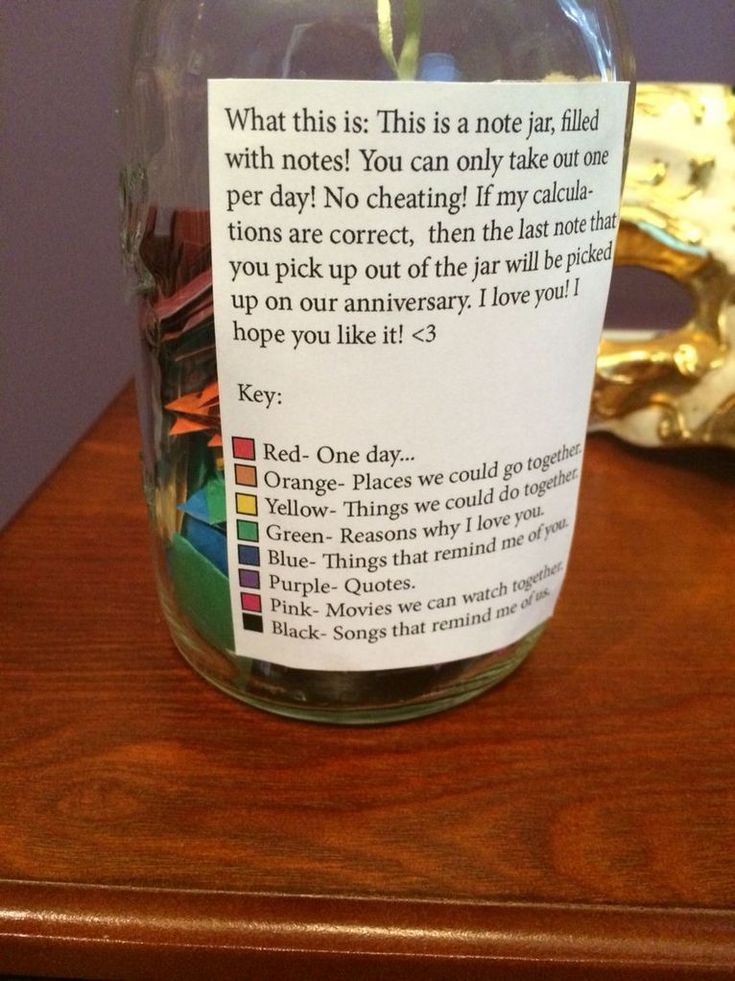 What this is: This is a note jar, filled
with notes! You can only take out one
per day! No cheating! If my calcula-
tions are correct, then the last note that
you pick up out of the jar will be picked
up on our anniversary. I love you! I
hope you like it! <3
Key:
Red- One day...
Orange- Places we could go together.
Yellow- Things we could do together.
Green- Reasons why I love you.
Blue- Things that remind me of you.
Purple- Quotes.
Pink- Movies we can watch together.
Black- Songs that remind me of us.